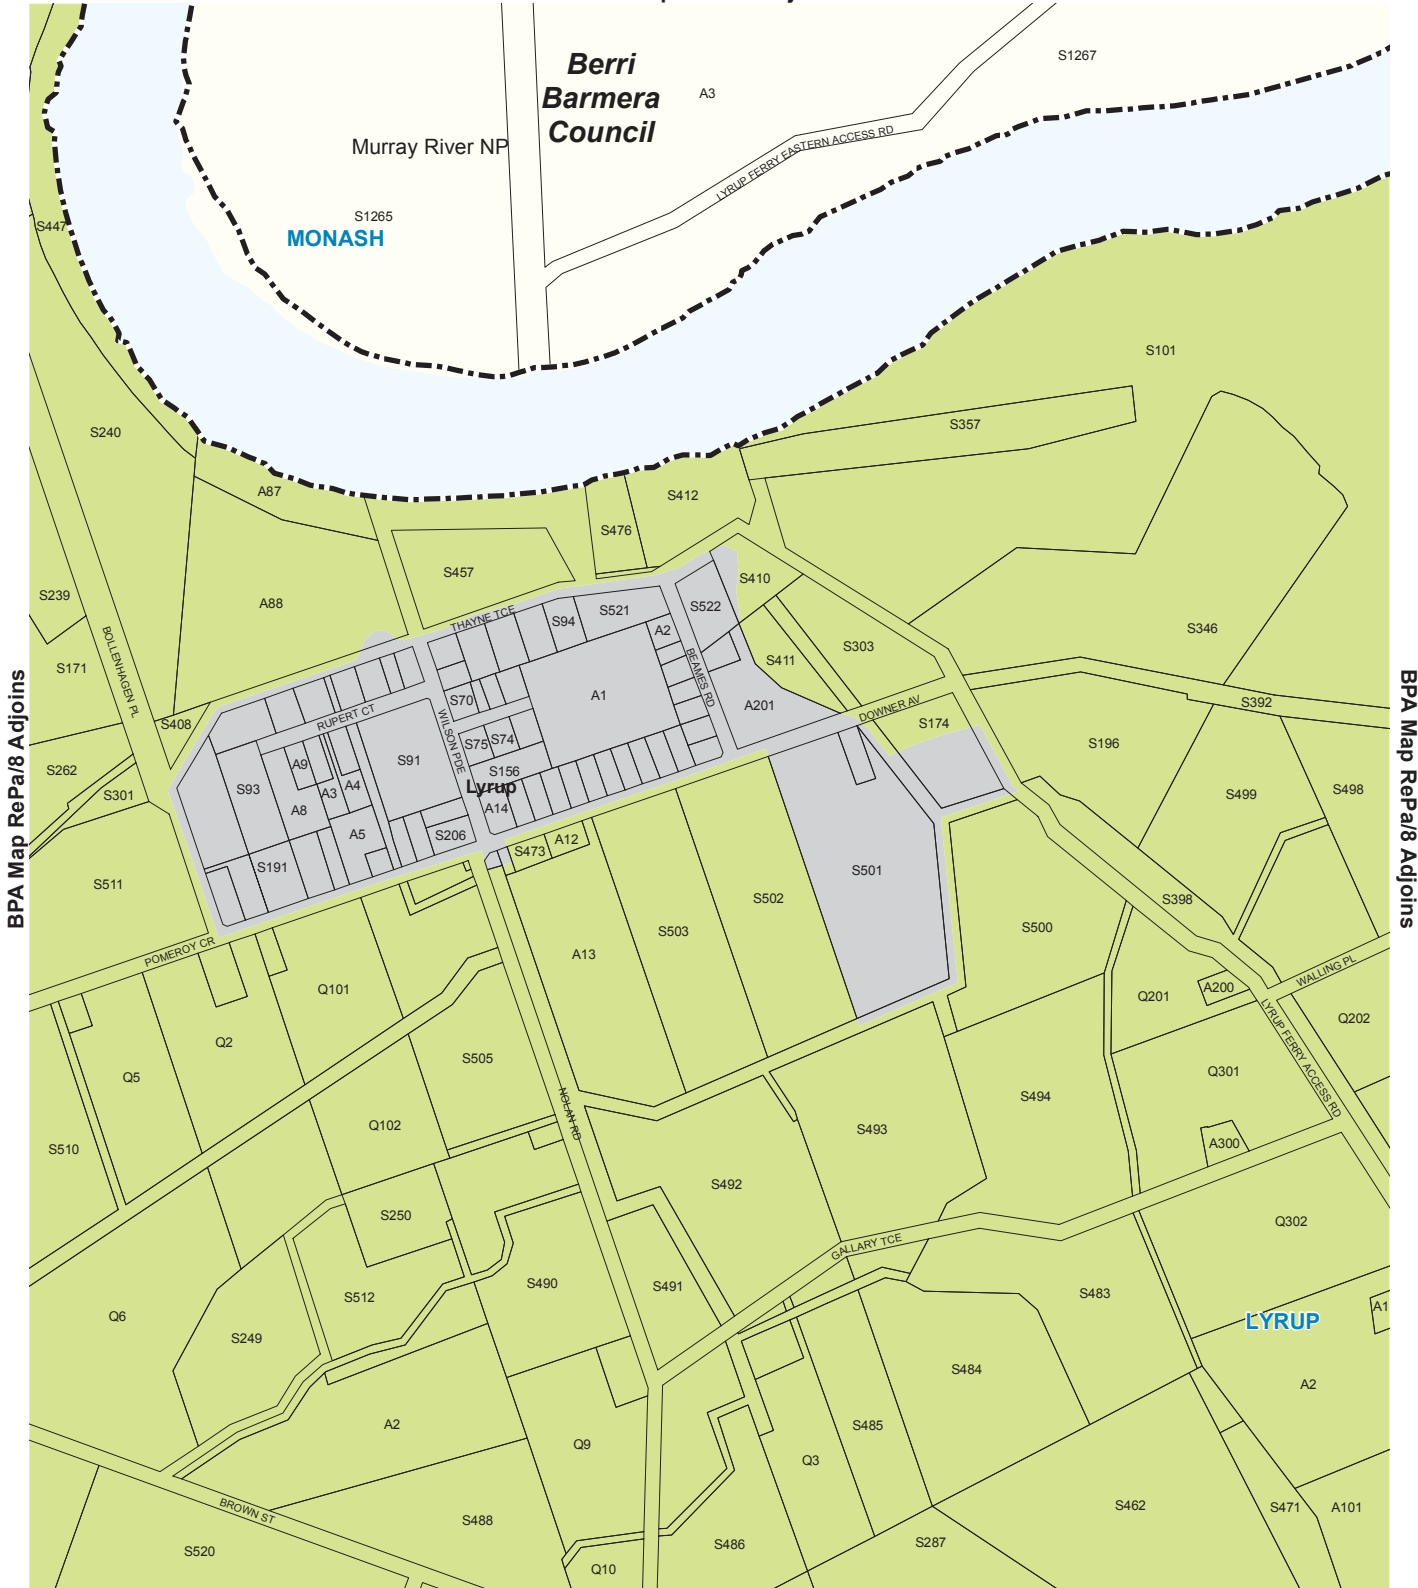 S1267
Berri
Barmera
Council
A3
Murray River NP
LYRUP FERRY EASTERN ACCESS RD
S1265
MONASH
S447
S101
S240
S357
A87
S412
S476
S457
S410
S239
A88
THAYNE TCE
S94
S521
S522
A2
S346
S171
BOLLENHAGEN PL
S303
S411
BEAMES RD
A1
S70
A201
S392
BPA Map RePa/8 Adjoins
BPA Map RePa/8 Adjoins
S408
RUPERT CT
WILSON PDE
DOWNER AV
S174
S75
S74
S196
S262
A9
S91
S156
Lyrup
S93
A3
A4
S301
S499
S498
A8
A14
A5
S206
S473
A12
S191
S501
S511
S502
S398
S503
S500
POMEROY CR
A13
WALLING PL
Q101
A200
Q201
Q202
LYRUP FERRY ACCESS RD
Q2
S505
Q5
Q301
NOLAN RD
S494
Q102
S493
S510
A300
S492
S250
Q302
GALLARY TCE
S490
S491
S512
S483
A1
Q6
LYRUP
S249
S484
A2
A2
S485
Q9
Q3
BROWN ST
S462
S471
A101
S488
S486
S287
S520
Q10